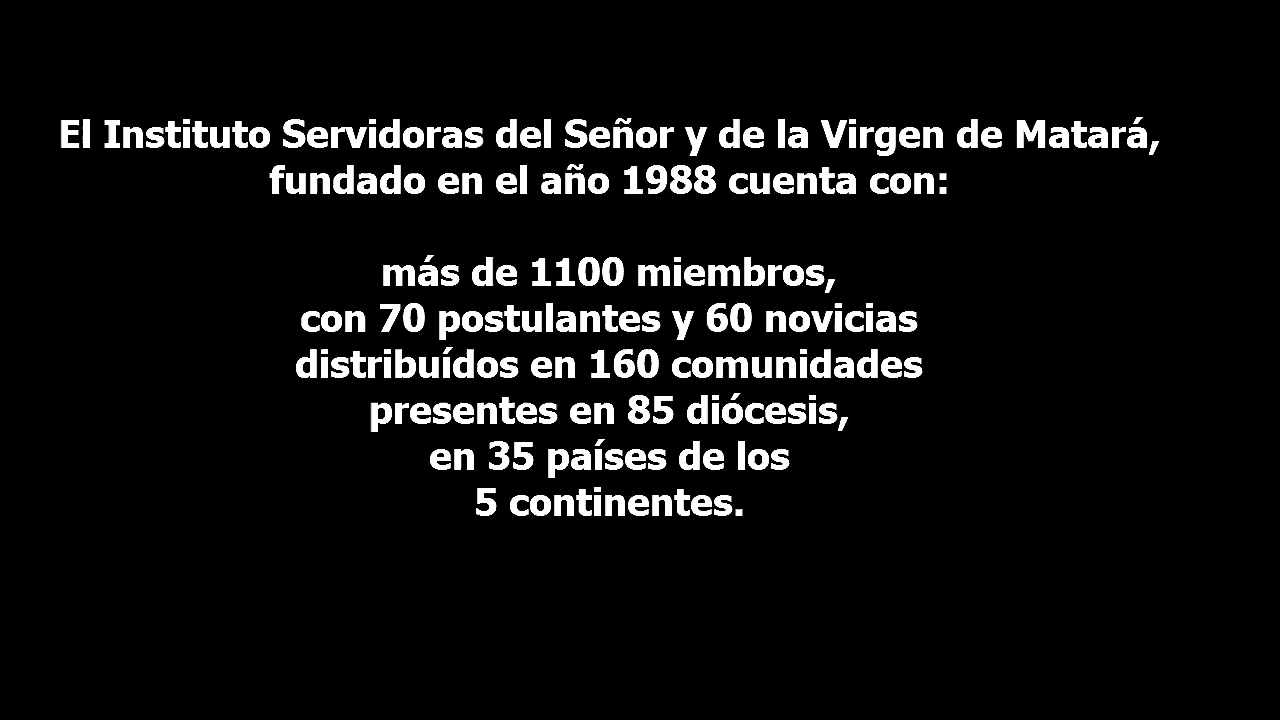 El Instituto Servidoras del Señor y de la Virgen de Matará,
fundado en el año 1988 cuenta con:
más de 1100 miembros,
con 70 postulantes y 60 novicias
distribuídos en 160 comunidades
presentes en 85 diócesis,
en 35 países de los
5 continentes.